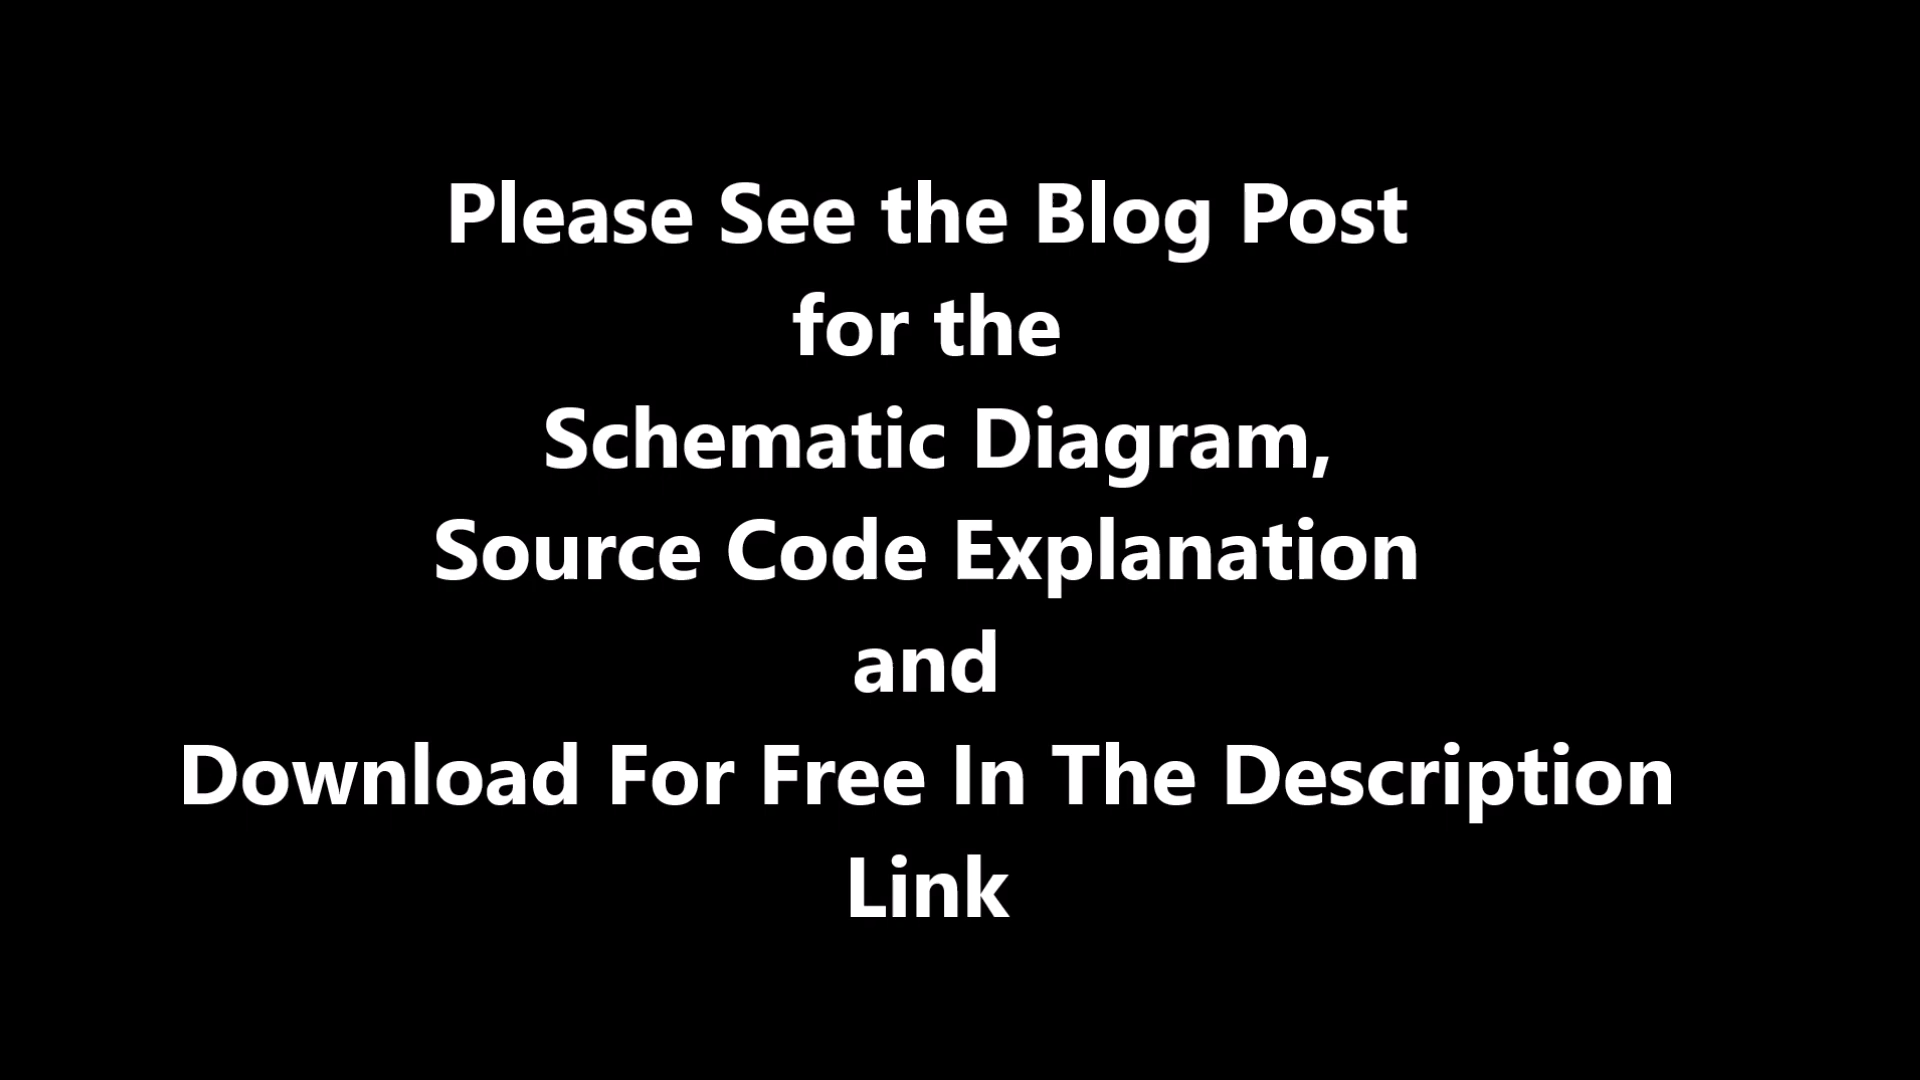 Please See the Blog Post
for the
Schematic Diagram,
Source Code Explanation
and
Download For Free In The Description
Link